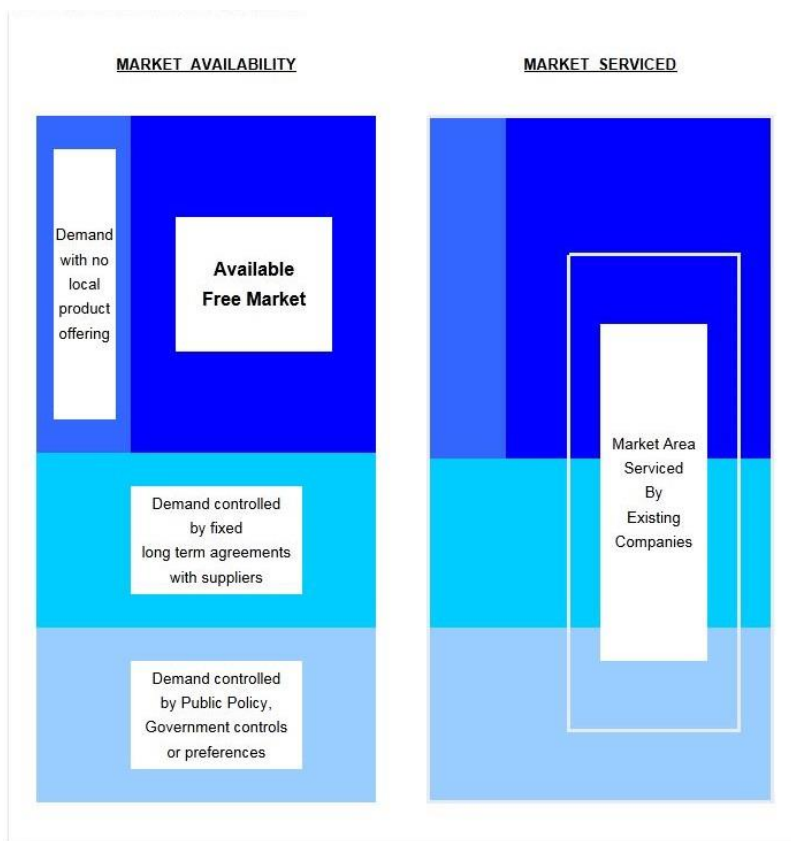 MARKET AVAILABILITY
MARKET SERVICED
Demand
with no
local
product
offering
Available
Free Market
Demand controlled
by fixed
long term agreements
with suppliers
Demand controlled
by Public Policy,
Government controls
or preferences
Market Area
Serviced
By
Existing
Companies